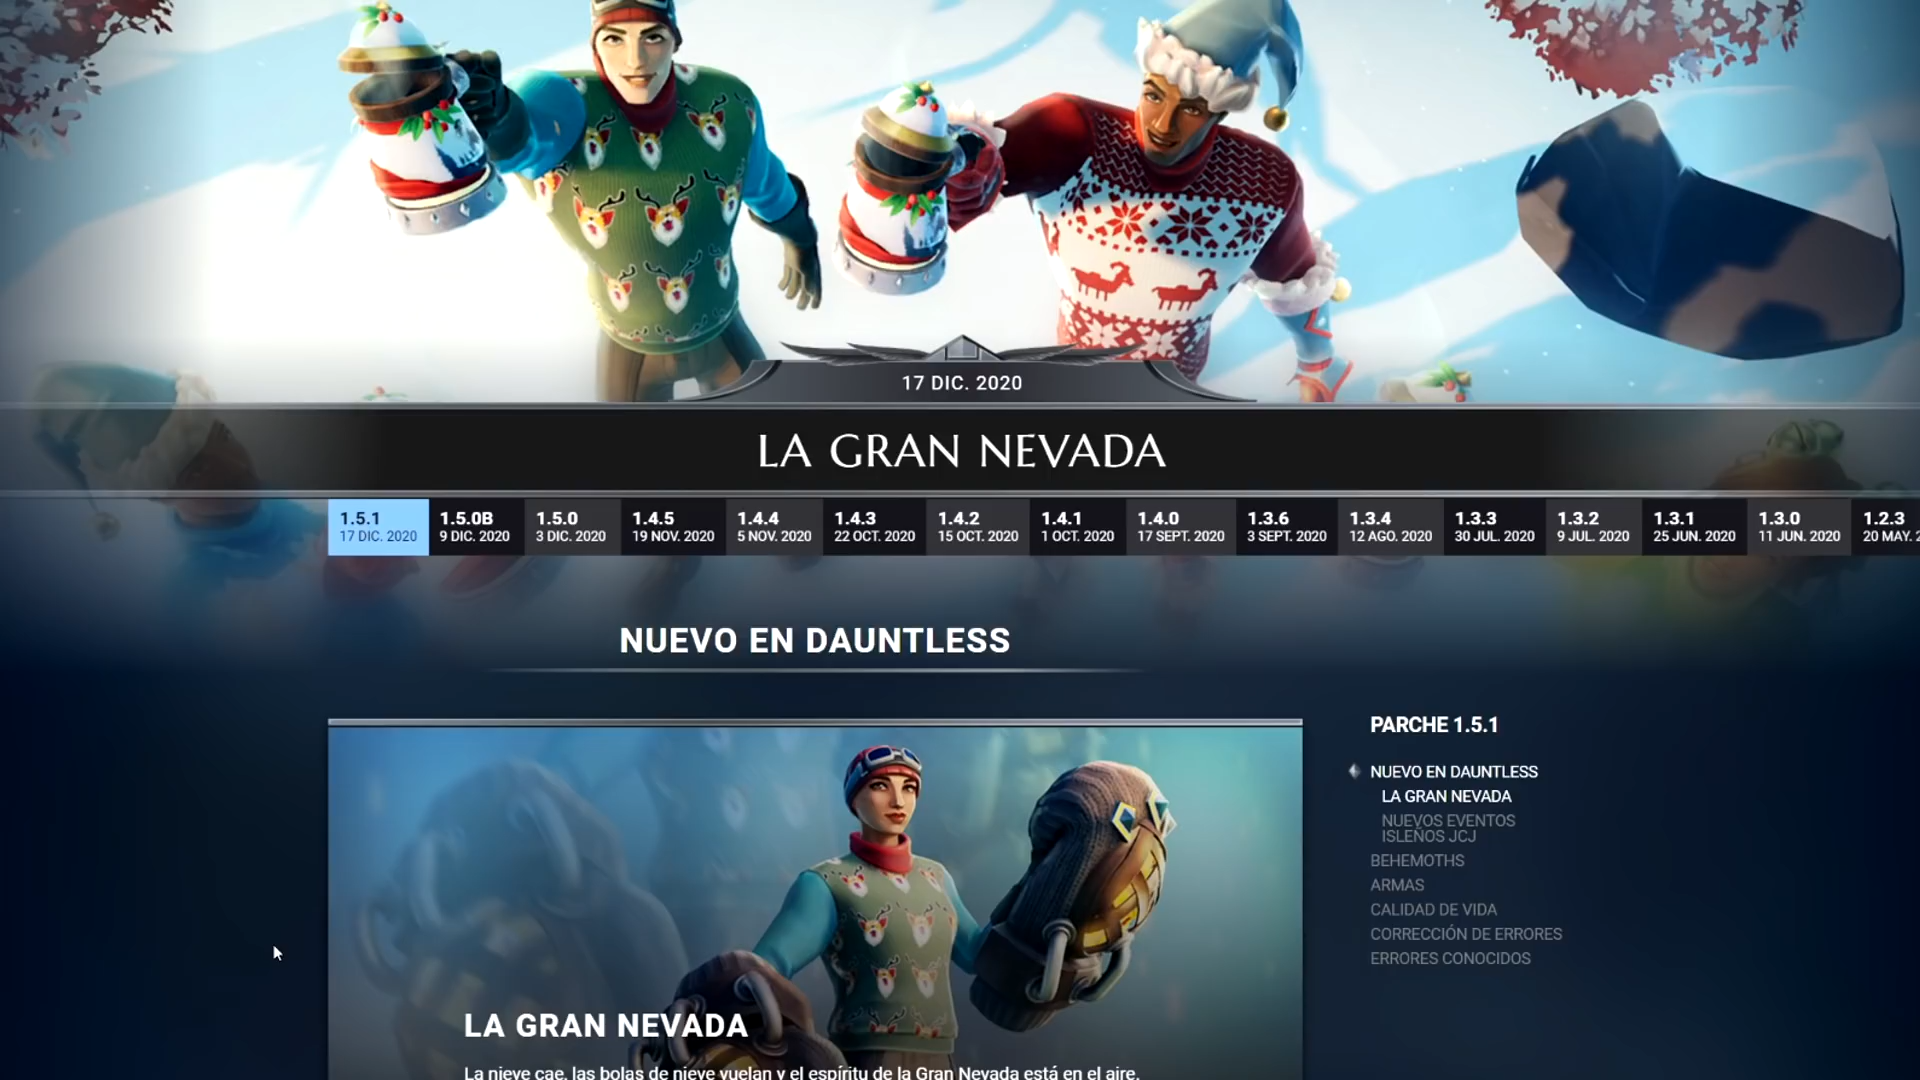 17 DIC. 2020
LA GRAN NEVADA
1.5.1
17 DIC. 2020
1.5.0B
9 DIC. 2020
1.5.0
3 DIC. 2020
1.4.5
19 NOV. 2020
1.4.4
5 NOV. 2020
1.4.3
22 OCT. 2020
1.4.2
15 OCT. 2020
1.4.1
1 OCT. 2020
1.4.0
17 SEPT. 2020
1.3.6
3 SEPT. 2020
1.3.4
12 AGO. 2020
1.3.3
30 JUL. 2020
1.3.2
9 JUL. 2020
1.3.1
25 JUN. 2020
1.3.0
11 JUN. 2020
1.2.3
20 MAY. 2
NUEVO EN DAUNTLESS
LA GRAN NEVADA
La nieve cae, las bolas de nieve vuelan y el espíritu de la Gran Nevada está en el aire.
PARCHE 1.5.1
NUEVO EN DAUNTLESS
LA GRAN NEVADA
NUEVOS EVENTOS
ISLEÑOS JCJ
BEHEMOTHS
ARMAS
CALIDAD DE VIDA
CORRECCIÓN DE ERRORES
ERRORES CONOCIDOS